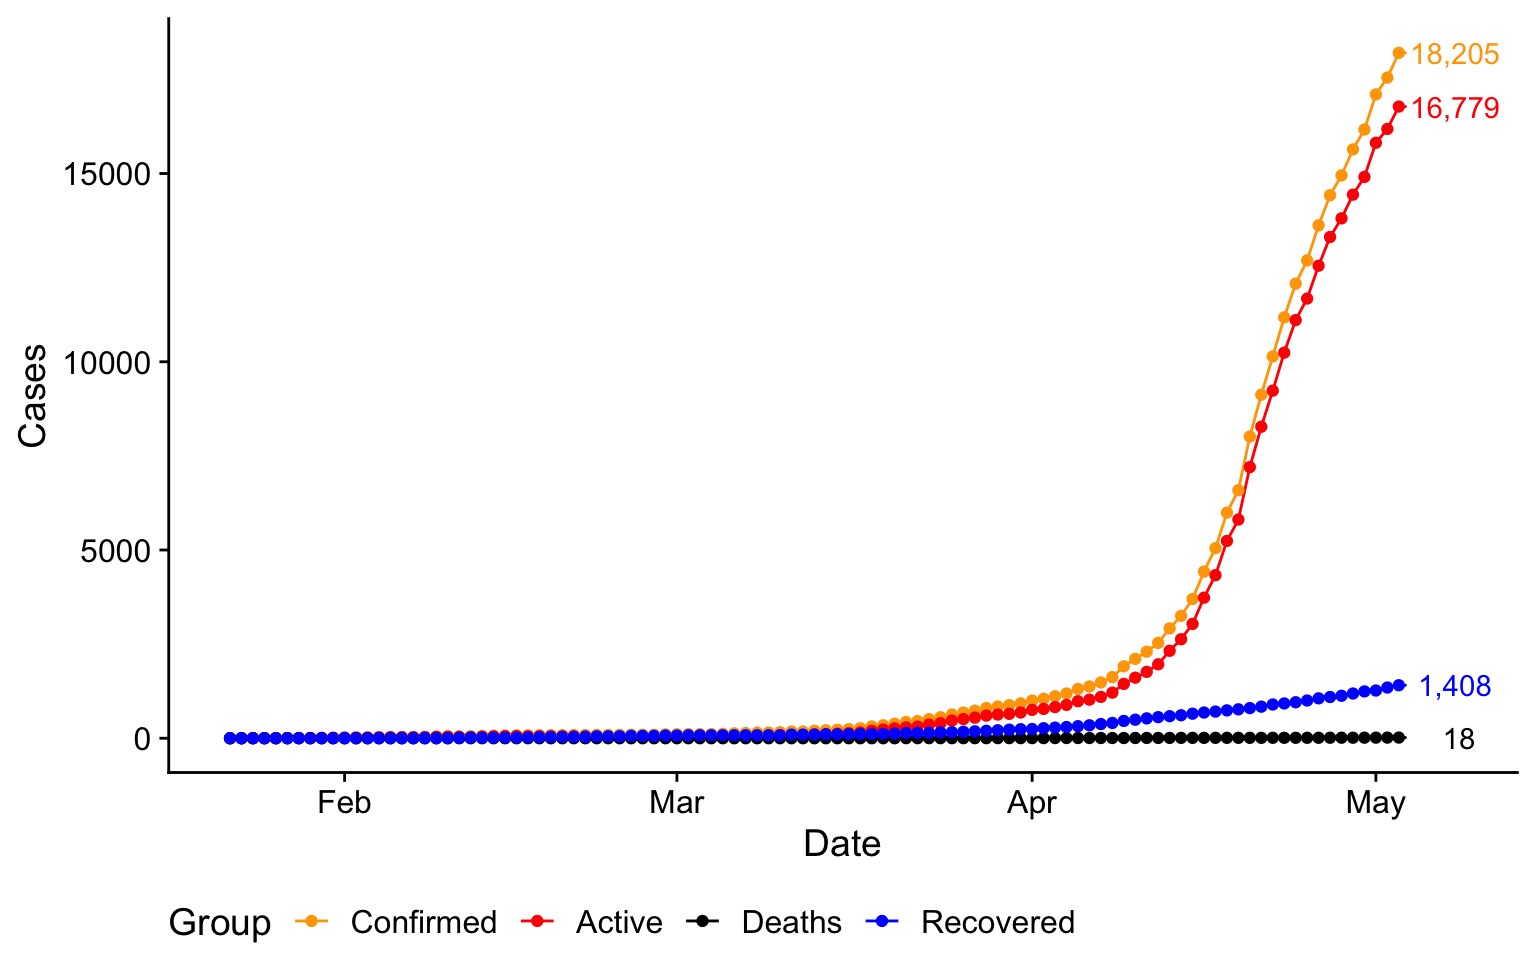 18,205
16,779
15000
10000
Cases
5000
1,408
0
18
Feb Mar Apr May
Date
Group Confirmed Active Deaths Recovered